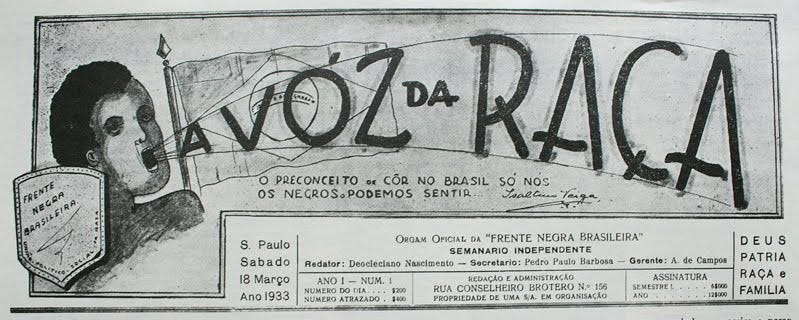 A VÓZ DA RAÇA
O PRECONCEITO DE CÔR NO BRASIL SÓ NÓS
OS NEGROS O PODEMOS SENTIR...
Isaltino Veiga
FRENTE
NEGRA
BRASILEIRA
S. Paulo
Sabado
18 Março
Ano 1933
ORGAM OFICIAL DA "FRENTE NEGRA BRASILEIRA"
SEMANARIO INDEPENDENTE
Redator: Deocleciano Nascimento — Secretario: Pedro Paulo Barbosa — Gerente: A. de Campos
ANO I - NUM. 1
NUMERO DO DIA. . . . $200
NUMERO ATRAZADO . $400
REDAÇÃO E ADMINISTRAÇÃO
RUA CONSELHEIRO BROTERO N.º 156
PROPRIEDADE DE UMA S/A. EM ORGANISAÇÃO
ASSINATURA
SEMESTRE . . . 6$000
ANO . . . . 12$000
DEUS
PATRIA
RAÇA e
FAMILIA